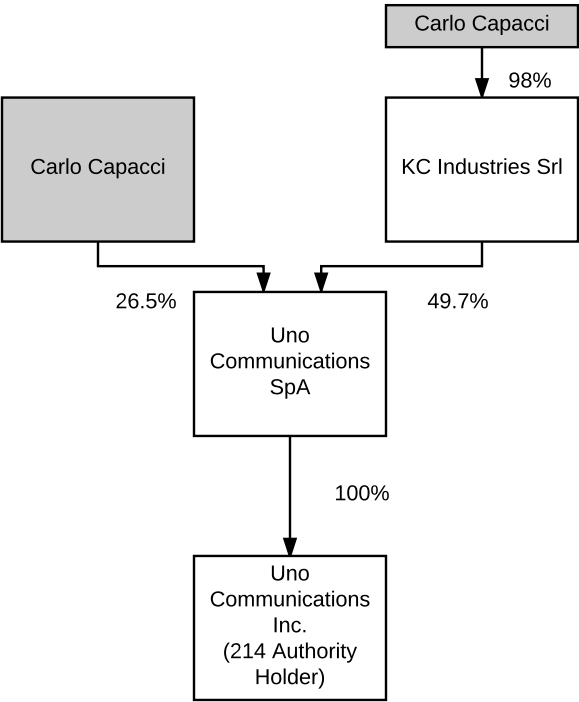 Carlo Capacci
98%
Carlo Capacci
KC Industries Srl
26.5%
49.7%
Uno
Communications
SpA
100%
Uno
Communications
Inc.
(214 Authority
Holder)